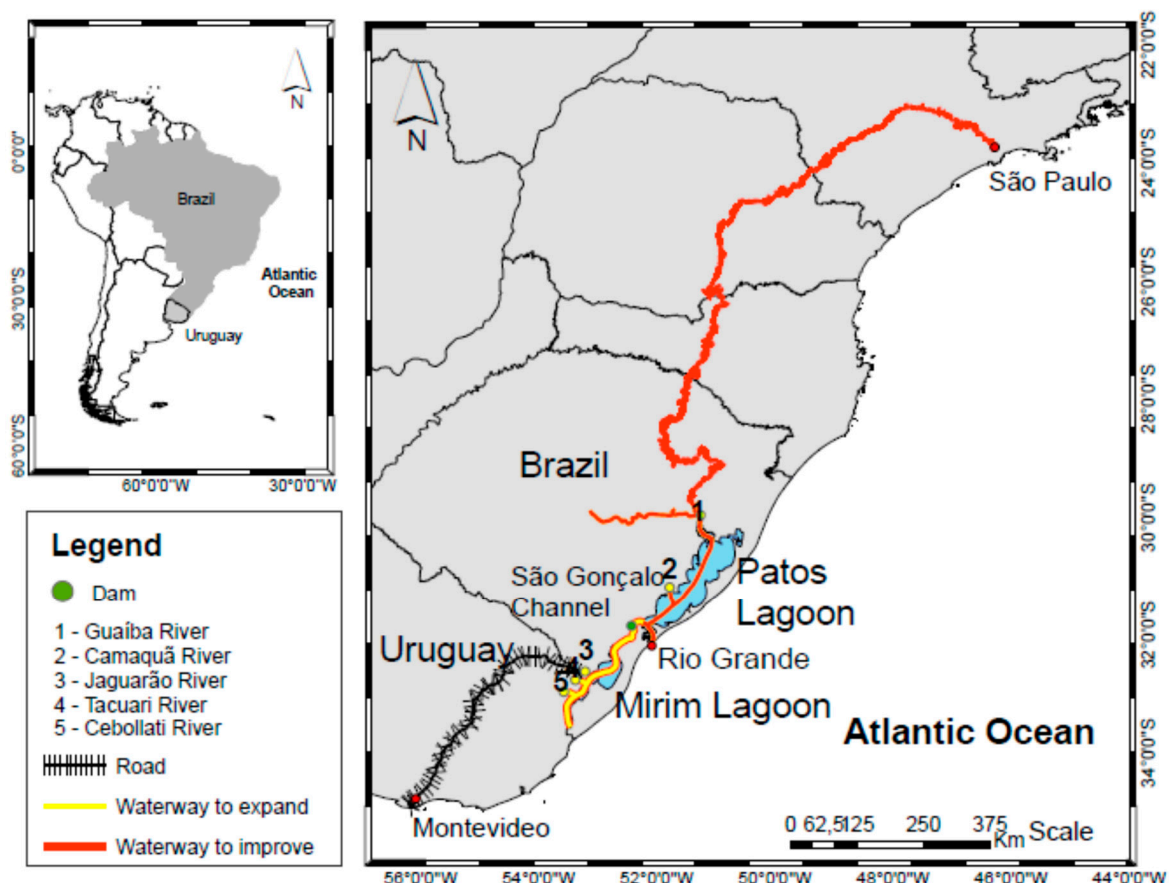 N
0°0'0"
30°0'0"S
60°0'0"S
60°0'0"W
30°0'0"W
Brazil
Atlantic
Ocean
Uruguay
Legend
Dam
1 - Guaíba River
2 - Camaquã River
3 - Jaguarão River
4 - Tacuari River
5 - Cebollati River
Road
Waterway to expand
Waterway to improve
N
São Paulo
Brazil
1
2
São Gonçalo
Channel
Patos
Lagoon
Uruguay
3
4
5
Rio Grande
Mirim Lagoon
Atlantic Ocean
Montevideo
0 62,5125 250 375
Km Scale
22°0'0"S
24°0'0"S
26°0'0"S
28°0'0"S
30°0'0"S
32°0'0"S
34°0'0"S
56°0'0"W
54°0'0"W
52°0'0"W
50°0'0"W
48°0'0"W
46°0'0"W
44°0'0"W